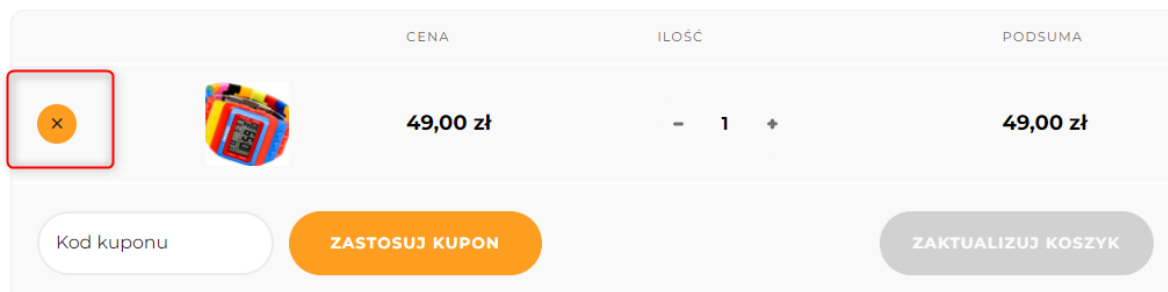 CENA ILOŚĆ PODSUMA
× 49,00 zł - 1 + 49,00 zł
Kod kuponu ZASTOSUJ KUPON ZAKTUALIZUJ KOSZYK